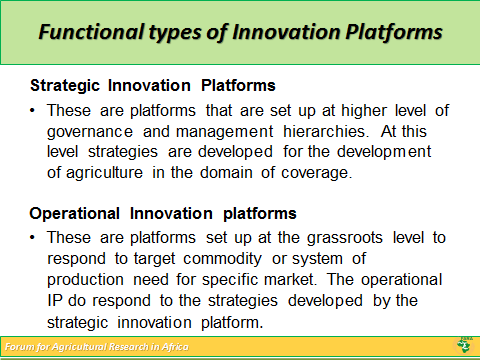 Functional types of Innovation Platforms
Strategic Innovation Platforms
• These are platforms that are set up at higher level of
governance and management hierarchies. At this
level strategies are developed for the development
of agriculture in the domain of coverage.
Operational Innovation platforms
• These are platforms set up at the grassroots level to
respond to target commodity or system of
production need for specific market. The operational
IP do respond to the strategies developed by the
strategic innovation platform.
Forum for Agricultural Research in Africa
FARA